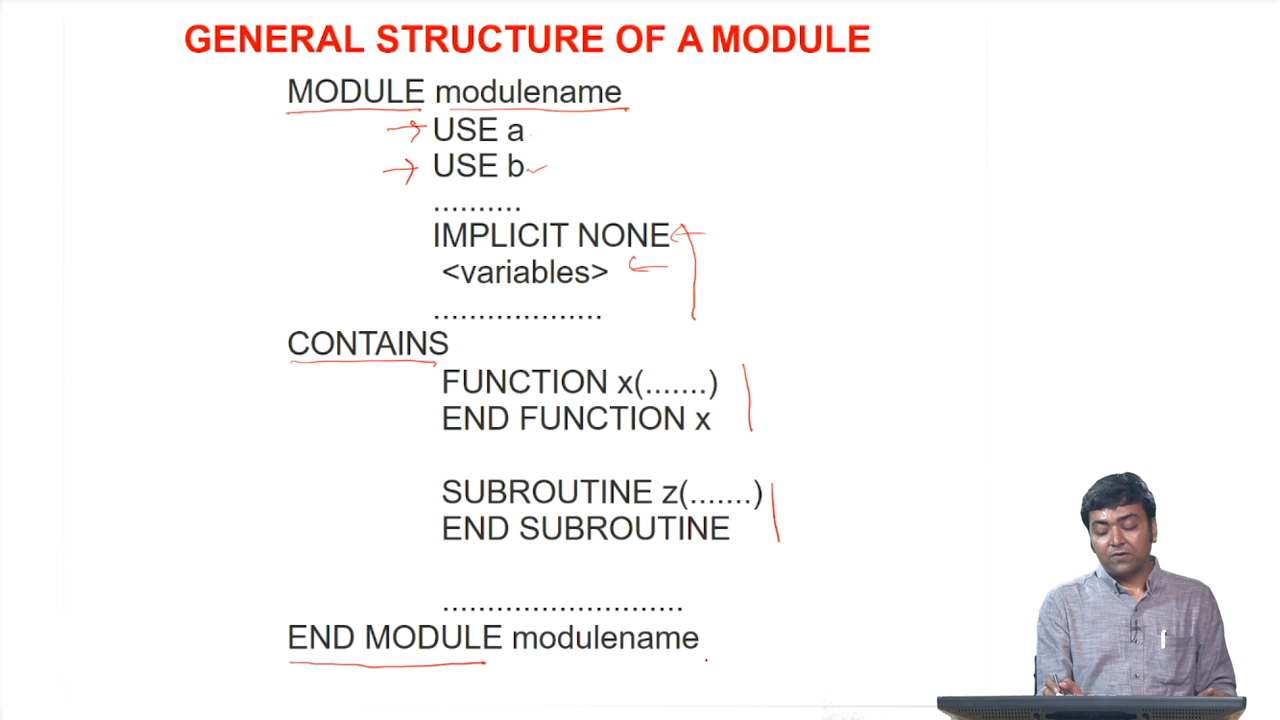 GENERAL STRUCTURE OF A MODULE
MODULE modulename
USE a
USE b
..........
IMPLICIT NONE
<variables>
...................
CONTAINS
FUNCTION x(.......)
END FUNCTION x
SUBROUTINE z(.......)
END SUBROUTINE
...........................
END MODULE modulename